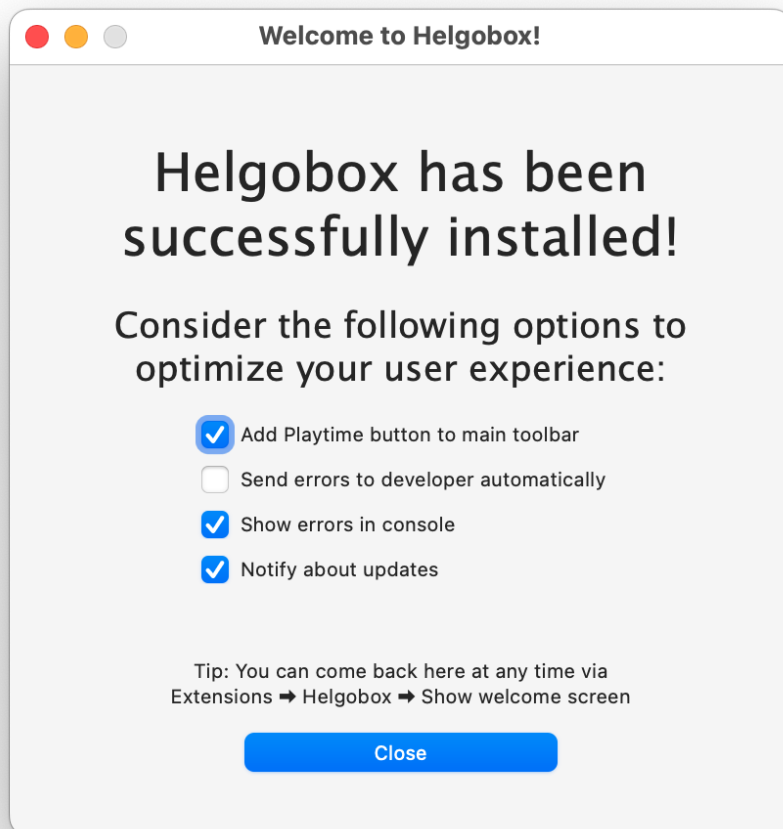 Welcome to Helgobox!
Helgobox has been
successfully installed!
Consider the following options to
optimize your user experience:
Add Playtime button to main toolbar
Send errors to developer automatically
Show errors in console
Notify about updates
Tip: You can come back here at any time via
Extensions ➡ Helgobox ➡ Show welcome screen
Close